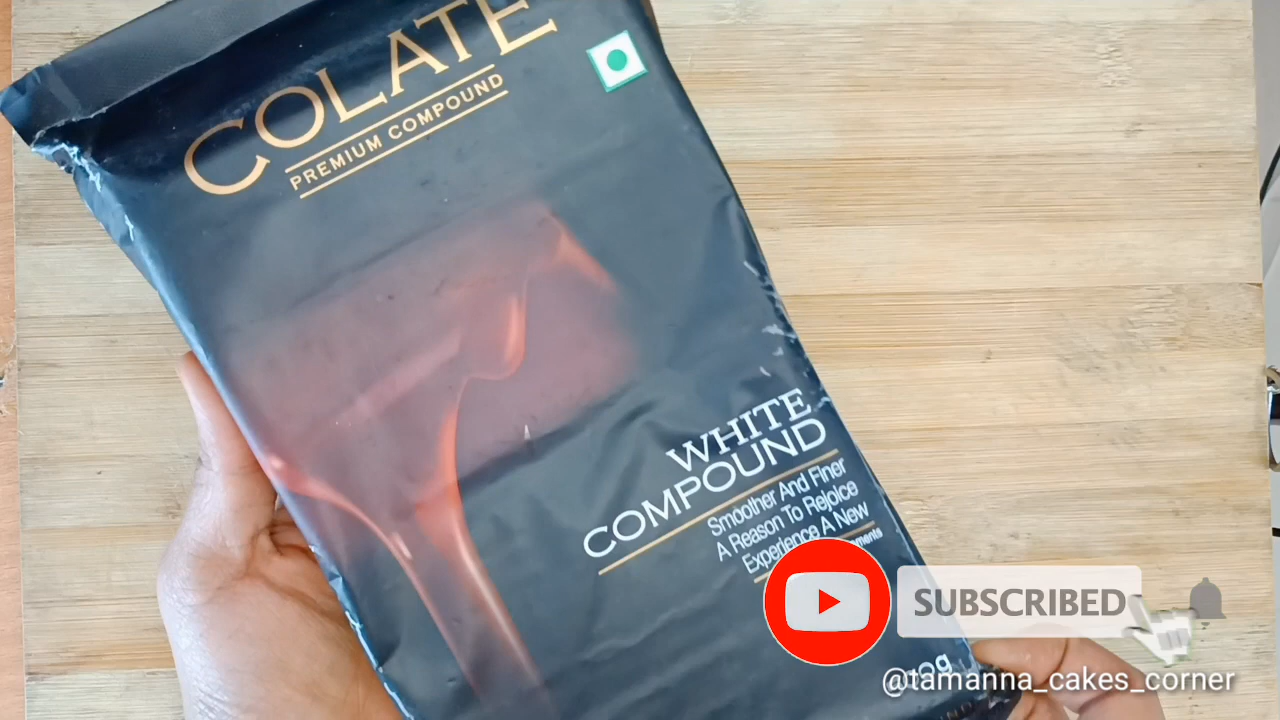 COLATE
PREMIUM COMPOUND
WHITE
COMPOUND
Smoother And Finer
A Reason To Rejoice
Experience A New
SUBSCRIBED
@tamanna_cakes_corner